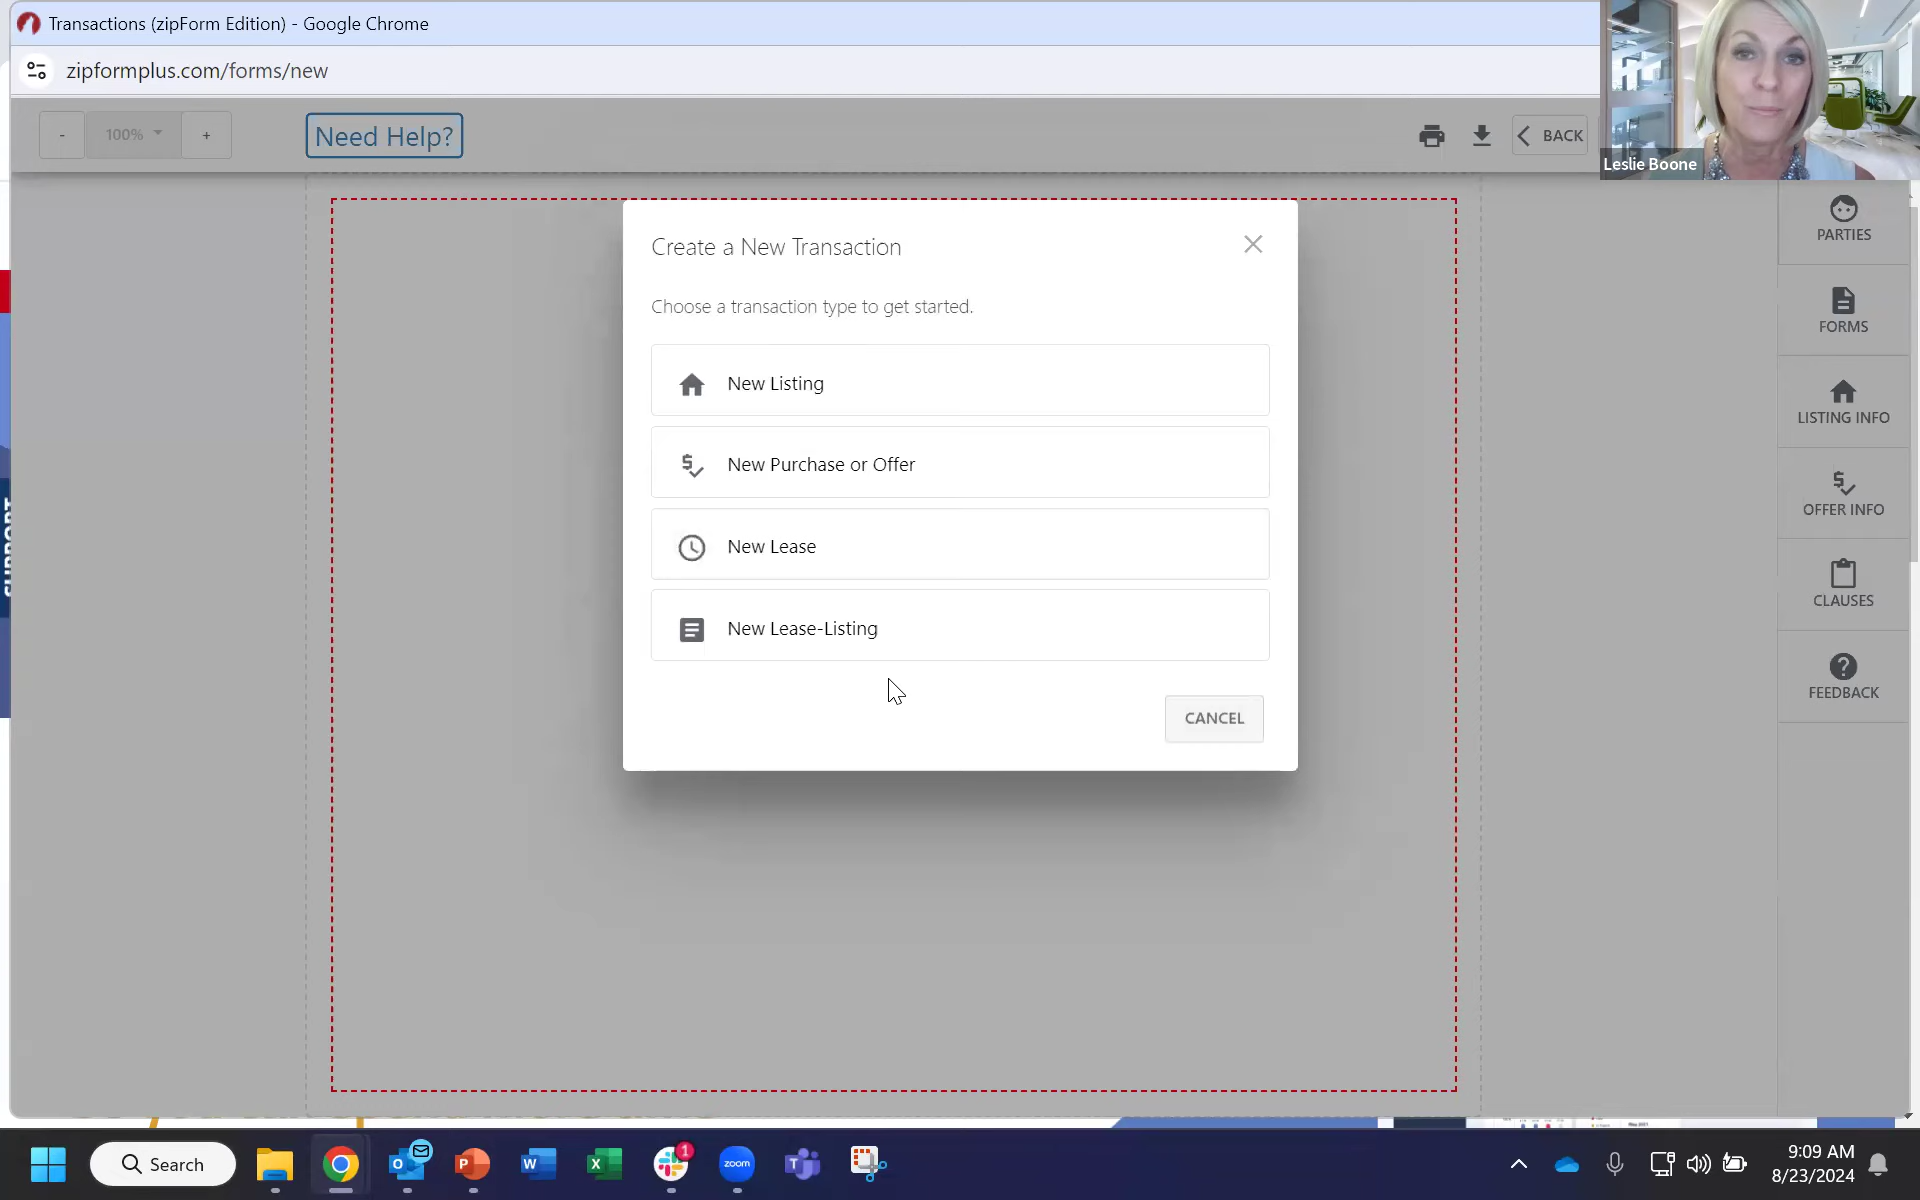 Transactions (zipForm Edition) - Google Chrome
zipformplus.com/forms/new
Leslie Boone
-
100%
+
Need Help?
BACK
Create a New Transaction
Choose a transaction type to get started.
New Listing
New Purchase or Offer
New Lease
New Lease-Listing
CANCEL
PARTIES
FORMS
LISTING INFO
OFFER INFO
CLAUSES
FEEDBACK
SUPPORT
Search
1
zoom
9:09 AM
8/23/2024